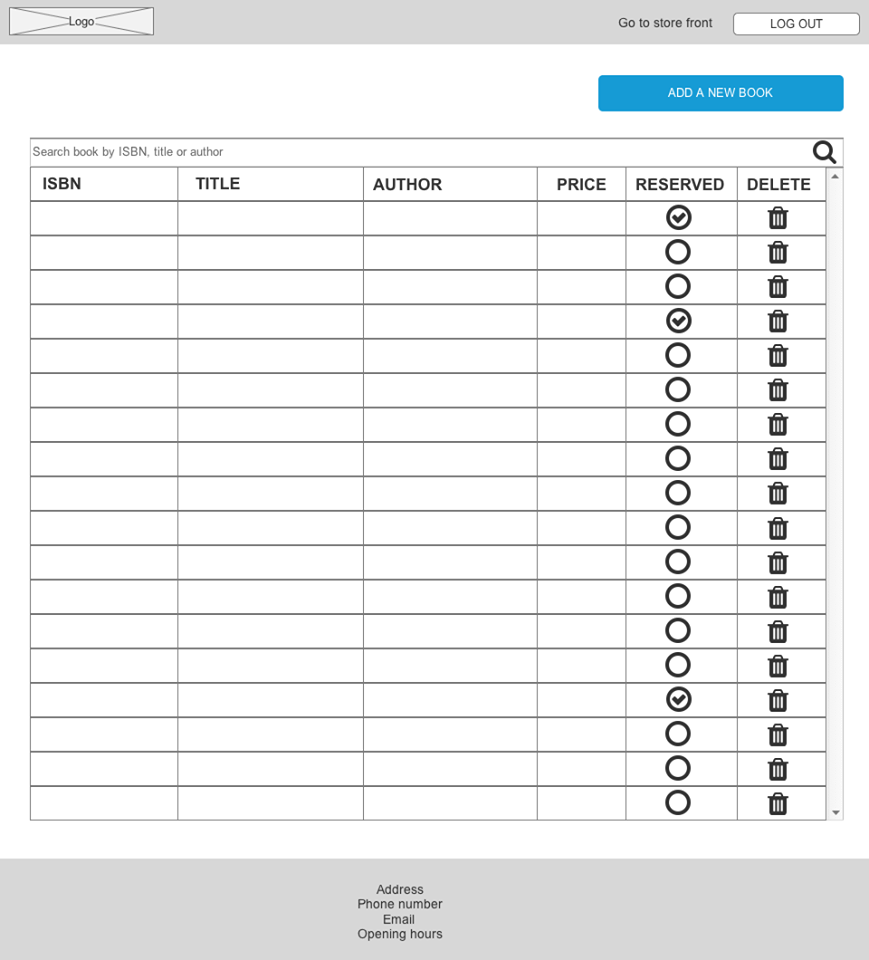 Logo
Go to store front
LOG OUT
ADD A NEW BOOK
Search book by ISBN, title or author
ISBN TITLE AUTHOR PRICE RESERVED DELETE
Address
Phone number
Email
Opening hours